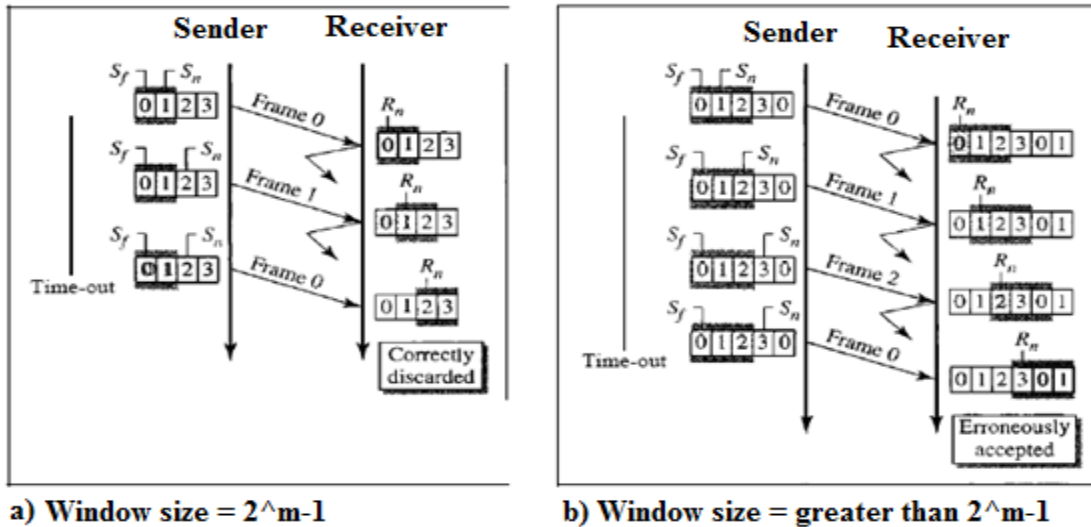 Sender Receiver
S_f S_n
0 1 2 3
Frame 0
R_n
0 1 2 3
S_f S_n
0 1 2 3
Frame 1
R_n
0 1 2 3
S_f S_n
0 1 2 3
Frame 0
R_n
0 1 2 3
Time-out
Correctly
discarded
a) Window size = 2^m-1
Sender Receiver
S_f S_n
0 1 2 3 0
Frame 0
R_n
0 1 2 3 0 1
S_f S_n
0 1 2 3 0
Frame 1
R_n
0 1 2 3 0 1
S_f S_n
0 1 2 3 0
Frame 2
R_n
0 1 2 3 0 1
S_f S_n
0 1 2 3 0
Frame 0
R_n
0 1 2 3 0 1
Time-out
Erroneously
accepted
b) Window size = greater than 2^m-1